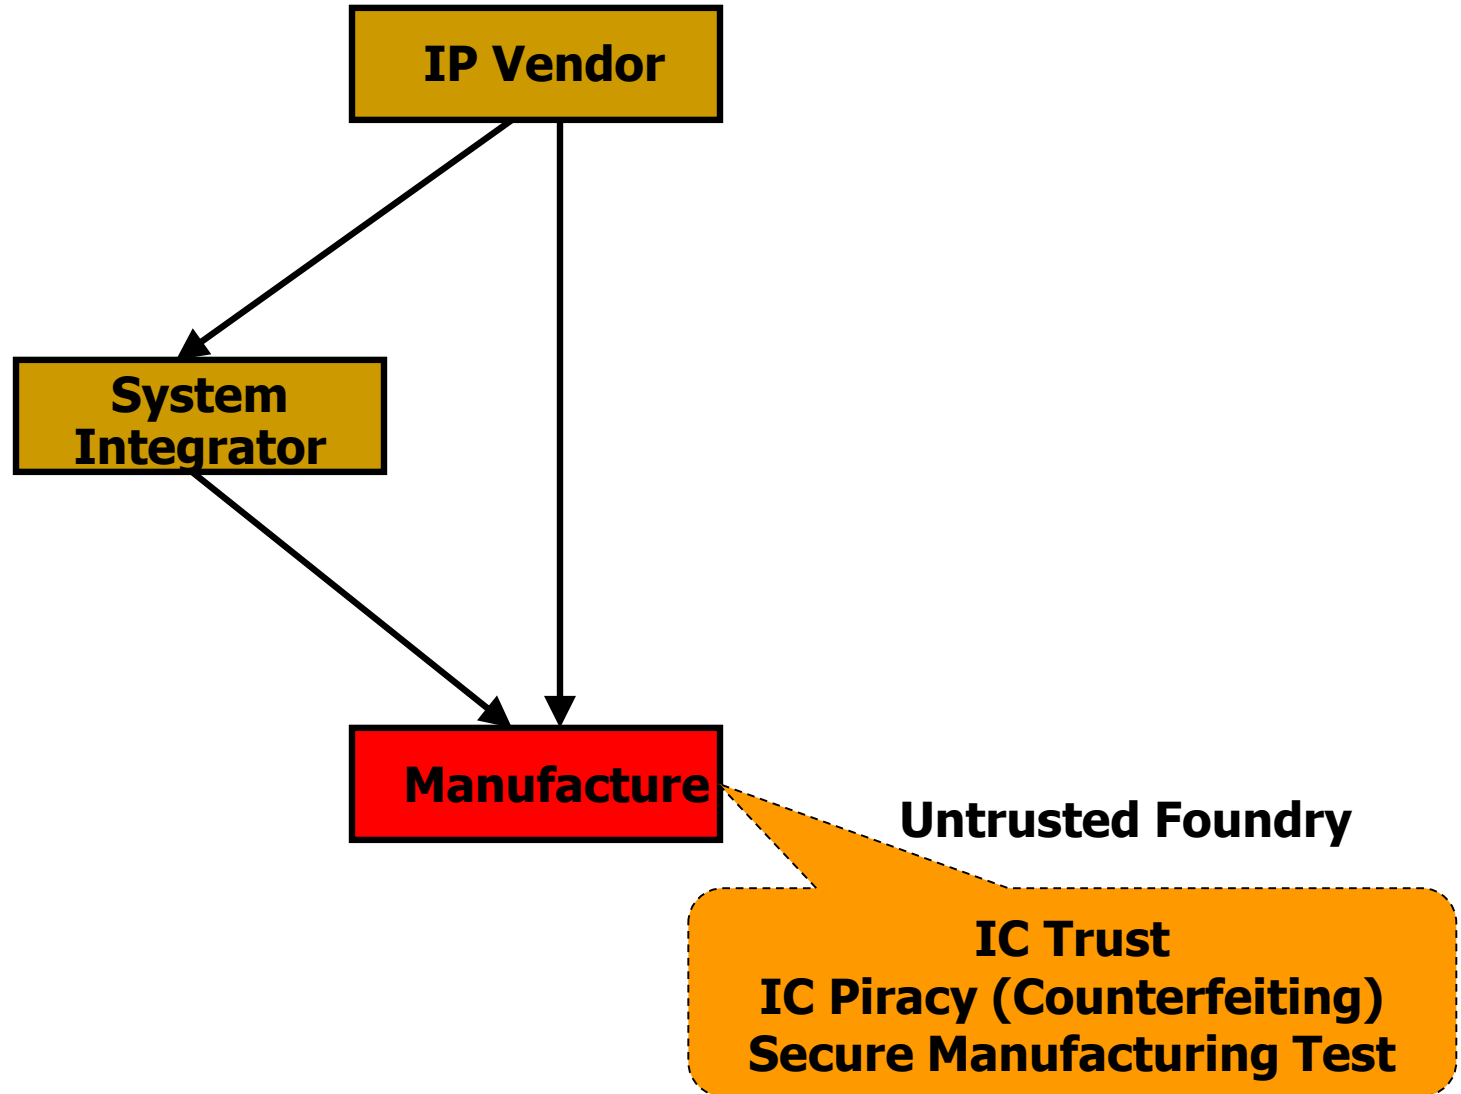 IP Vendor
System
Integrator
Manufacture
Untrusted Foundry
IC Trust
IC Piracy (Counterfeiting)
Secure Manufacturing Test